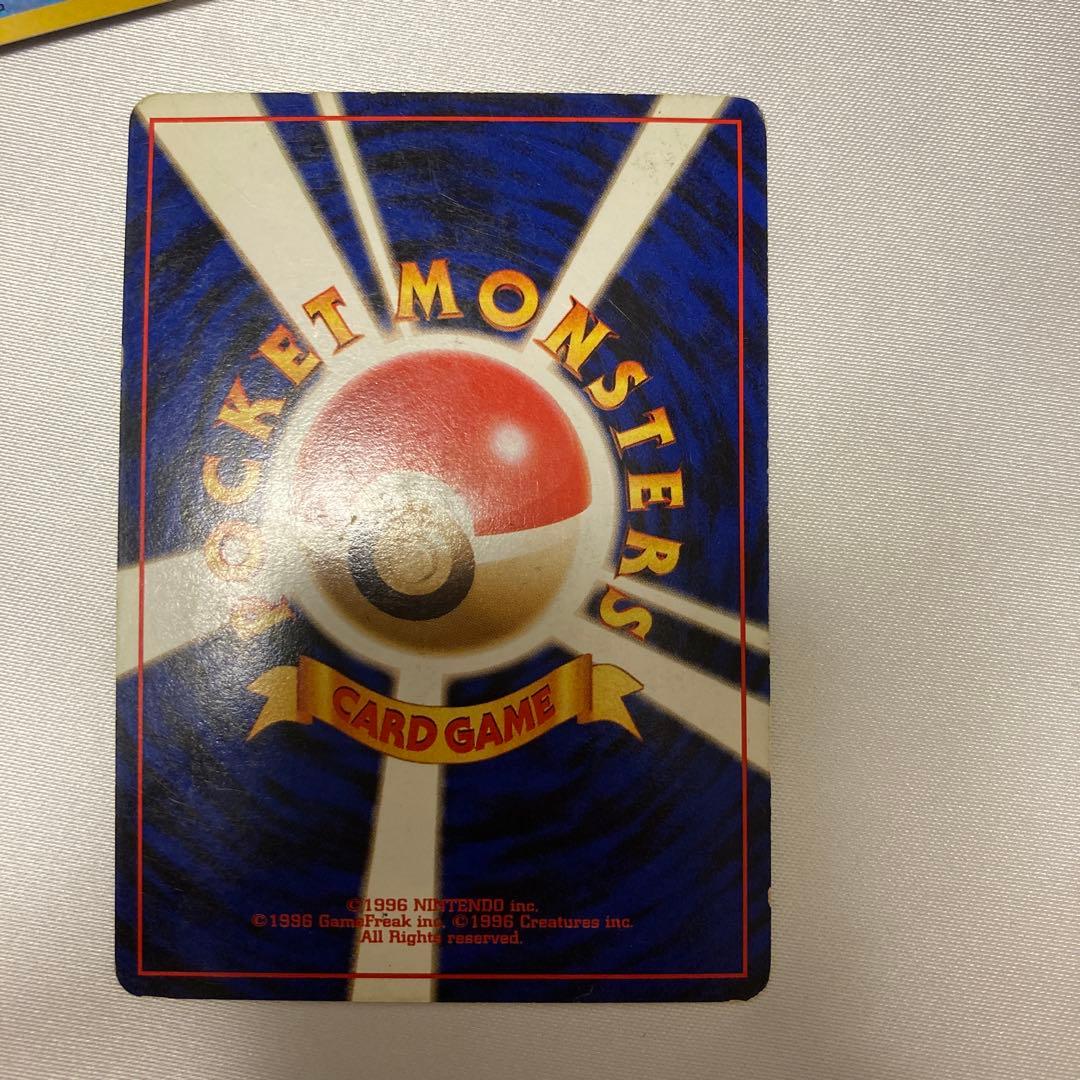 POCKET MONSTERS
CARD GAME
©1996 NINTENDO inc.
©1996 GameFreak inc. ©1996 Creatures inc.
All Rights reserved.